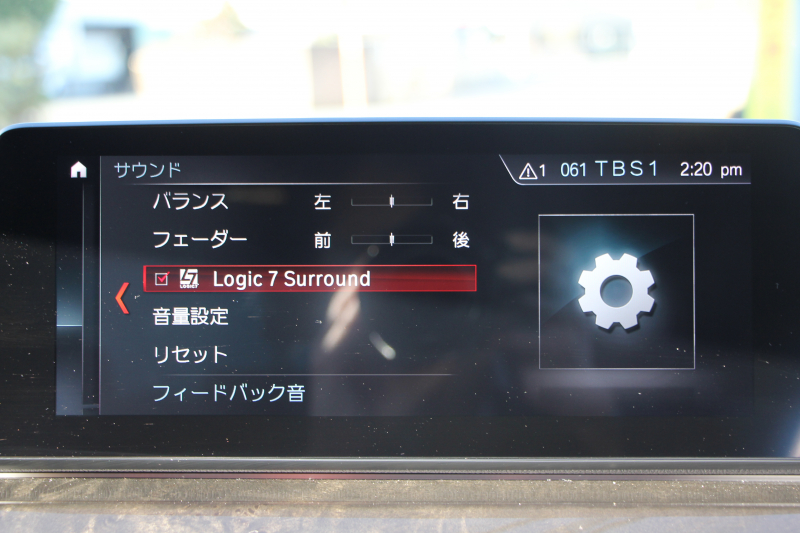 サウンド 1 061 TBS1 2:20 pm
バランス 左 右
フェーダー 前 後
L7 LOGIC7 Logic 7 Surround
音量設定
リセット
フィードバック音